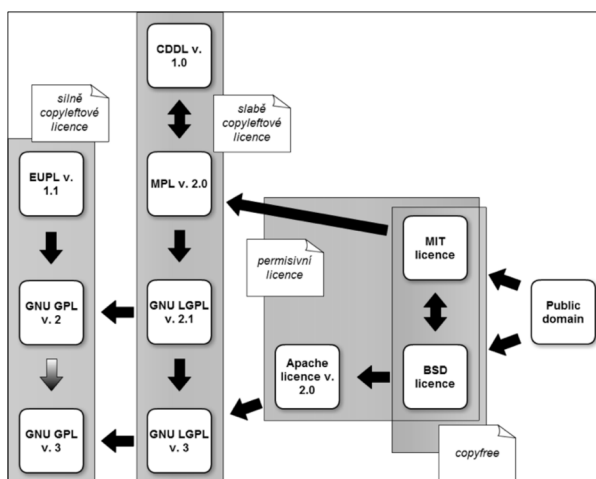 CDDL v.
1.0
silně
copyleftové
licence
slabě
copyleftové
licence
EUPL v.
1.1
MPL v. 2.0
MIT
licence
permisivní
licence
Public
domain
GNU GPL
v. 2
GNU LGPL
v. 2.1
Apache
licence v.
2.0
BSD
licence
GNU GPL
v. 3
GNU LGPL
v. 3
copyfree